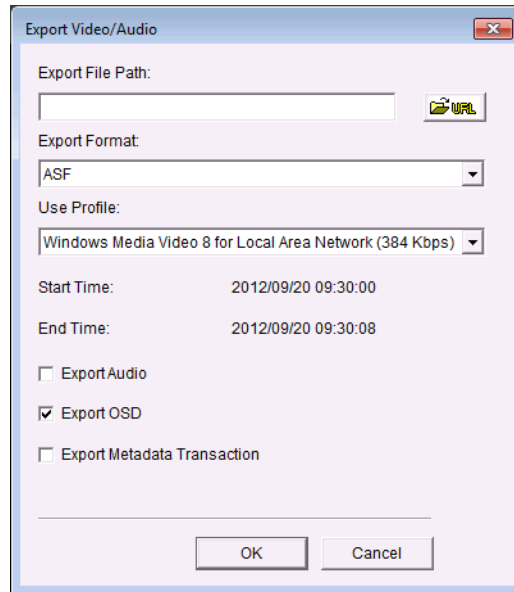 Export Video/Audio
Export File Path:
URL
Export Format:
ASF
Use Profile:
Windows Media Video 8 for Local Area Network (384 Kbps)
Start Time: 2012/09/20 09:30:00
End Time: 2012/09/20 09:30:08
Export Audio
Export OSD
Export Metadata Transaction
OK Cancel